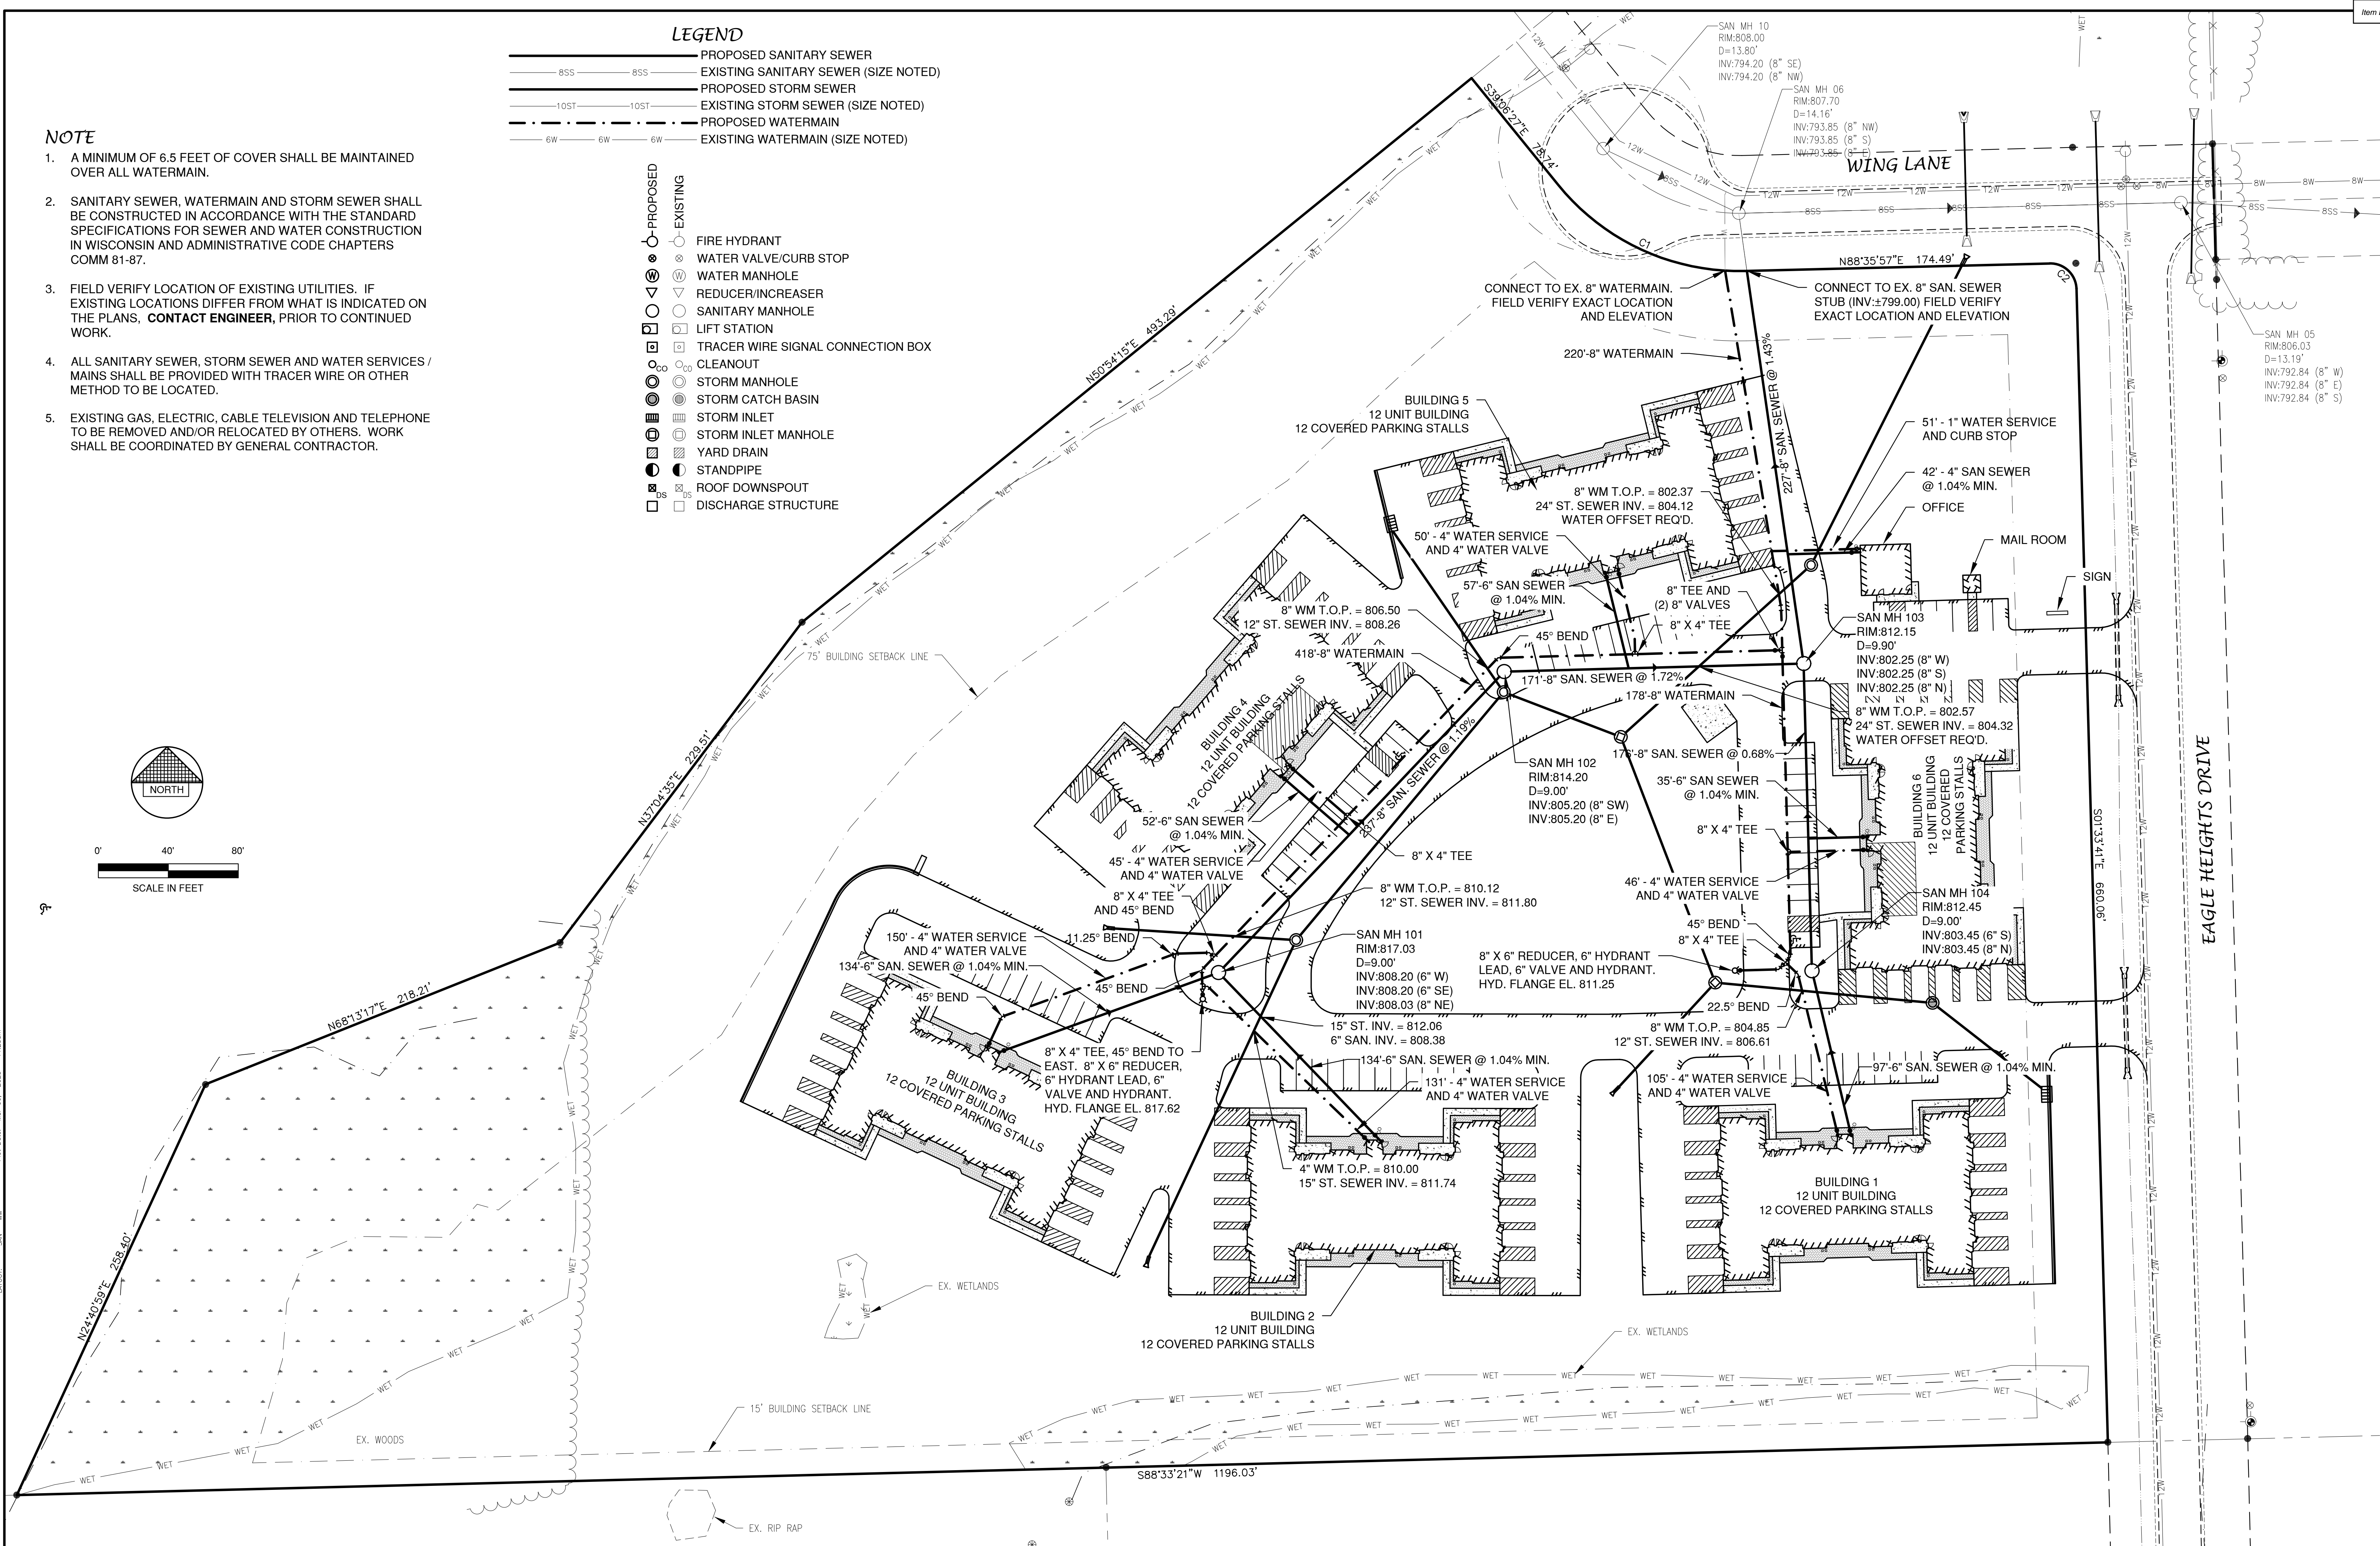 Item
LEGEND
PROPOSED SANITARY SEWER
8SS 8SS EXISTING SANITARY SEWER (SIZE NOTED)
PROPOSED STORM SEWER
10ST 10ST EXISTING STORM SEWER (SIZE NOTED)
PROPOSED WATERMAIN
6W 6W 6W EXISTING WATERMAIN (SIZE NOTED)
PROPOSED
EXISTING
FIRE HYDRANT
WATER VALVE/CURB STOP
W W WATER MANHOLE
REDUCER/INCREASER
SANITARY MANHOLE
LIFT STATION
TRACER WIRE SIGNAL CONNECTION BOX
CO CO CLEANOUT
STORM MANHOLE
STORM CATCH BASIN
STORM INLET
STORM INLET MANHOLE
YARD DRAIN
STANDPIPE
DS DS ROOF DOWNSPOUT
DISCHARGE STRUCTURE
NOTE
1. A MINIMUM OF 6.5 FEET OF COVER SHALL BE MAINTAINED
OVER ALL WATERMAIN.
2. SANITARY SEWER, WATERMAIN AND STORM SEWER SHALL
BE CONSTRUCTED IN ACCORDANCE WITH THE STANDARD
SPECIFICATIONS FOR SEWER AND WATER CONSTRUCTION
IN WISCONSIN AND ADMINISTRATIVE CODE CHAPTERS
COMM 81-87.
3. FIELD VERIFY LOCATION OF EXISTING UTILITIES. IF
EXISTING LOCATIONS DIFFER FROM WHAT IS INDICATED ON
THE PLANS, CONTACT ENGINEER, PRIOR TO CONTINUED
WORK.
4. ALL SANITARY SEWER, STORM SEWER AND WATER SERVICES /
MAINS SHALL BE PROVIDED WITH TRACER WIRE OR OTHER
METHOD TO BE LOCATED.
5. EXISTING GAS, ELECTRIC, CABLE TELEVISION AND TELEPHONE
TO BE REMOVED AND/OR RELOCATED BY OTHERS. WORK
SHALL BE COORDINATED BY GENERAL CONTRACTOR.
NORTH
0' 40' 80'
SCALE IN FEET
SAN MH 10
RIM:808.00
D=13.80'
INV:794.20 (8" SE)
INV:794.20 (8" NW)
SAN MH 06
RIM:807.70
D=14.16'
INV:793.85 (8" NW)
INV:793.85 (8" S)
INV:793.85 (8" E)
WING LANE
S39°06'27"E 78.74'
C1
N88°35'57"E 174.49'
C2
N50°54'15"E 493.29'
N37°04'35"E 229.51'
N68°13'17"E 218.21'
N24°40'59"E 258.40'
S88°33'21"W 1196.03'
S01°33'41"E 660.06'
EAGLE HEIGHTS DRIVE
SAN MH 05
RIM:806.03
D=13.19'
INV:792.84 (8" W)
INV:792.84 (8" E)
INV:792.84 (8" S)
CONNECT TO EX. 8" WATERMAIN.
FIELD VERIFY EXACT LOCATION
AND ELEVATION
CONNECT TO EX. 8" SAN. SEWER
STUB (INV:±799.00) FIELD VERIFY
EXACT LOCATION AND ELEVATION
220'-8" WATERMAIN
227'-8" SAN. SEWER @ 1.43%
BUILDING 5
12 UNIT BUILDING
12 COVERED PARKING STALLS
51' - 1" WATER SERVICE
AND CURB STOP
42' - 4" SAN SEWER
@ 1.04% MIN.
OFFICE
MAIL ROOM
SIGN
8" WM T.O.P. = 802.37
24" ST. SEWER INV. = 804.12
WATER OFFSET REQ'D.
50' - 4" WATER SERVICE
AND 4" WATER VALVE
57'-6" SAN SEWER
@ 1.04% MIN.
8" TEE AND
(2) 8" VALVES
8" X 4" TEE
8" WM T.O.P. = 806.50
12" ST. SEWER INV. = 808.26
45° BEND
418'-8" WATERMAIN
171'-8" SAN. SEWER @ 1.72%
SAN MH 103
RIM:812.15
D=9.90'
INV:802.25 (8" W)
INV:802.25 (8" S)
INV:802.25 (8" N)
178'-8" WATERMAIN
8" WM T.O.P. = 802.57
24" ST. SEWER INV. = 804.32
WATER OFFSET REQ'D.
176'-8" SAN. SEWER @ 0.68%
75' BUILDING SETBACK LINE
BUILDING 4
12 UNIT BUILDING
12 COVERED PARKING STALLS
237'-8" SAN. SEWER @ 1.19%
SAN MH 102
RIM:814.20
D=9.00'
INV:805.20 (8" SW)
INV:805.20 (8" E)
35'-6" SAN SEWER
@ 1.04% MIN.
8" X 4" TEE
BUILDING 6
12 UNIT BUILDING
12 COVERED
PARKING STALLS
52'-6" SAN SEWER
@ 1.04% MIN.
45' - 4" WATER SERVICE
AND 4" WATER VALVE
8" X 4" TEE
8" X 4" TEE
AND 45° BEND
8" WM T.O.P. = 810.12
12" ST. SEWER INV. = 811.80
46' - 4" WATER SERVICE
AND 4" WATER VALVE
SAN MH 104
RIM:812.45
D=9.00'
INV:803.45 (6" S)
INV:803.45 (8" N)
45° BEND
8" X 4" TEE
150' - 4" WATER SERVICE
AND 4" WATER VALVE
11.25° BEND
134'-6" SAN. SEWER @ 1.04% MIN.
45° BEND
45° BEND
SAN MH 101
RIM:817.03
D=9.00'
INV:808.20 (6" W)
INV:808.20 (6" SE)
INV:808.03 (8" NE)
8" X 6" REDUCER, 6" HYDRANT
LEAD, 6" VALVE AND HYDRANT.
HYD. FLANGE EL. 811.25
22.5° BEND
8" WM T.O.P. = 804.85
12" ST. SEWER INV. = 806.61
15" ST. INV. = 812.06
6" SAN. INV. = 808.38
8" X 4" TEE, 45° BEND TO
EAST. 8" X 6" REDUCER,
6" HYDRANT LEAD, 6"
VALVE AND HYDRANT.
HYD. FLANGE EL. 817.62
BUILDING 3
12 UNIT BUILDING
12 COVERED PARKING STALLS
134'-6" SAN. SEWER @ 1.04% MIN.
131' - 4" WATER SERVICE
AND 4" WATER VALVE
105' - 4" WATER SERVICE
AND 4" WATER VALVE
97'-6" SAN. SEWER @ 1.04% MIN.
4" WM T.O.P. = 810.00
15" ST. SEWER INV. = 811.74
BUILDING 1
12 UNIT BUILDING
12 COVERED PARKING STALLS
BUILDING 2
12 UNIT BUILDING
12 COVERED PARKING STALLS
EX. WETLANDS
EX. WETLANDS
15' BUILDING SETBACK LINE
EX. WOODS
EX. RIP RAP